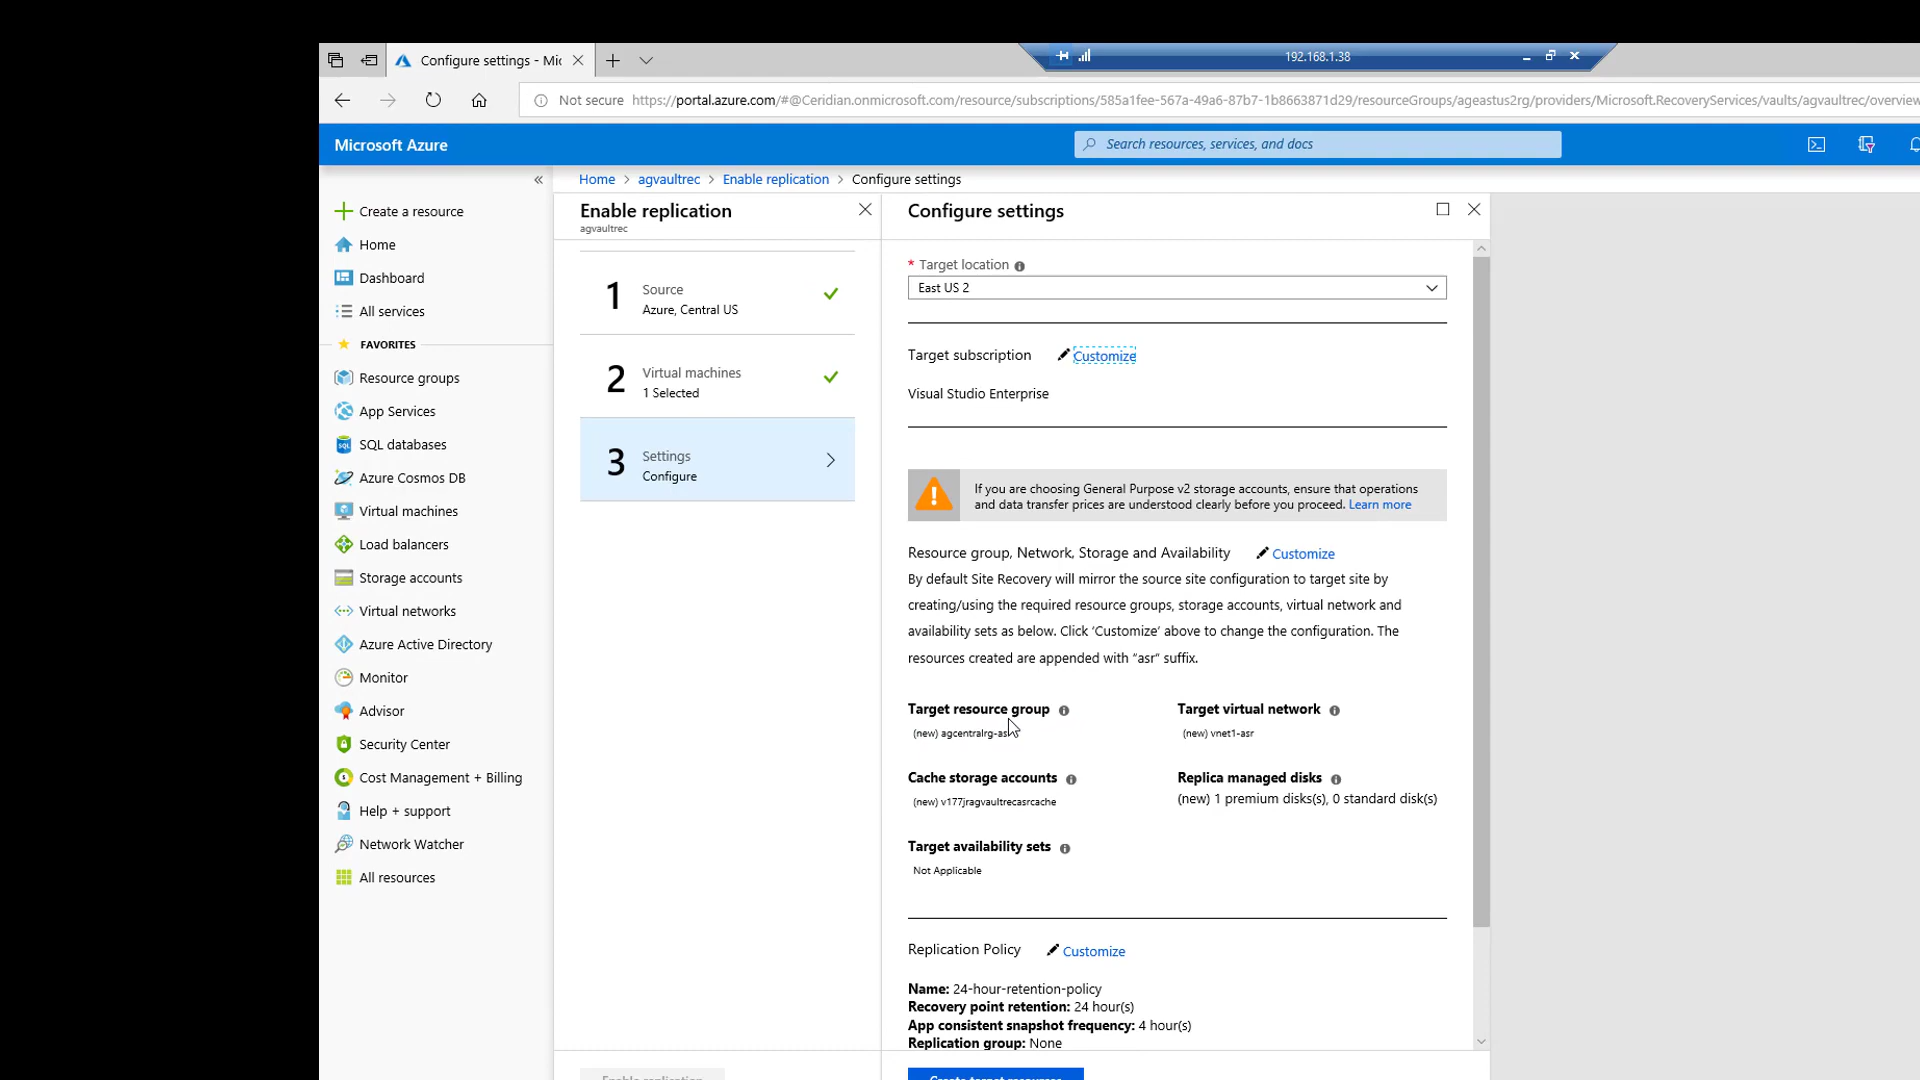 Configure settings - Mic
192.168.1.38
Not secure https://portal.azure.com/#@Ceridian.onmicrosoft.com/resource/subscriptions/585a1fee-567a-49a6-87b7-1b8663871d29/resourceGroups/ageastus2rg/providers/Microsoft.RecoveryServices/vaults/agvaultrec/overview
Microsoft Azure
Search resources, services, and docs
Home > agvaultrec > Enable replication > Configure settings
Create a resource
Home
Dashboard
All services
FAVORITES
Resource groups
App Services
SQL databases
Azure Cosmos DB
Virtual machines
Load balancers
Storage accounts
Virtual networks
Azure Active Directory
Monitor
Advisor
Security Center
Cost Management + Billing
Help + support
Network Watcher
All resources
Enable replication
agvaultrec
1 Source
Azure, Central US
2 Virtual machines
1 Selected
3 Settings
Configure
Configure settings
* Target location
East US 2
Target subscription Customize
Visual Studio Enterprise
If you are choosing General Purpose v2 storage accounts, ensure that operations
and data transfer prices are understood clearly before you proceed. Learn more
Resource group, Network, Storage and Availability Customize
By default Site Recovery will mirror the source site configuration to target site by
creating/using the required resource groups, storage accounts, virtual network and
availability sets as below. Click 'Customize' above to change the configuration. The
resources created are appended with "asr" suffix.
Target resource group
(new) agcentralrg-as
Target virtual network
(new) vnet1-asr
Cache storage accounts
(new) v177jragvaultrecasrcache
Replica managed disks
(new) 1 premium disks(s), 0 standard disk(s)
Target availability sets
Not Applicable
Replication Policy Customize
Name: 24-hour-retention-policy
Recovery point retention: 24 hour(s)
App consistent snapshot frequency: 4 hour(s)
Replication group: None
Enable replication
Create target resources